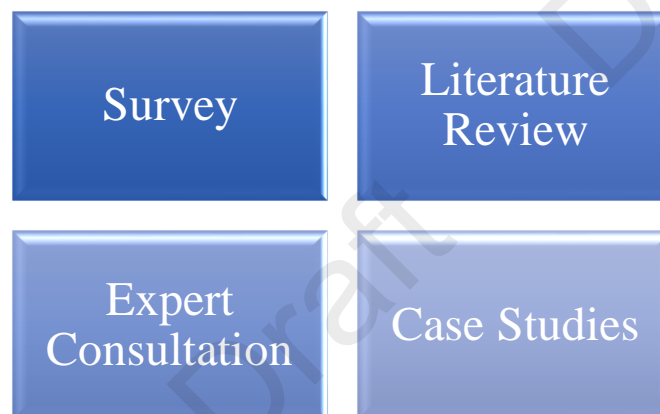 Survey
Literature
Review
Expert
Consultation
Case Studies
Draft